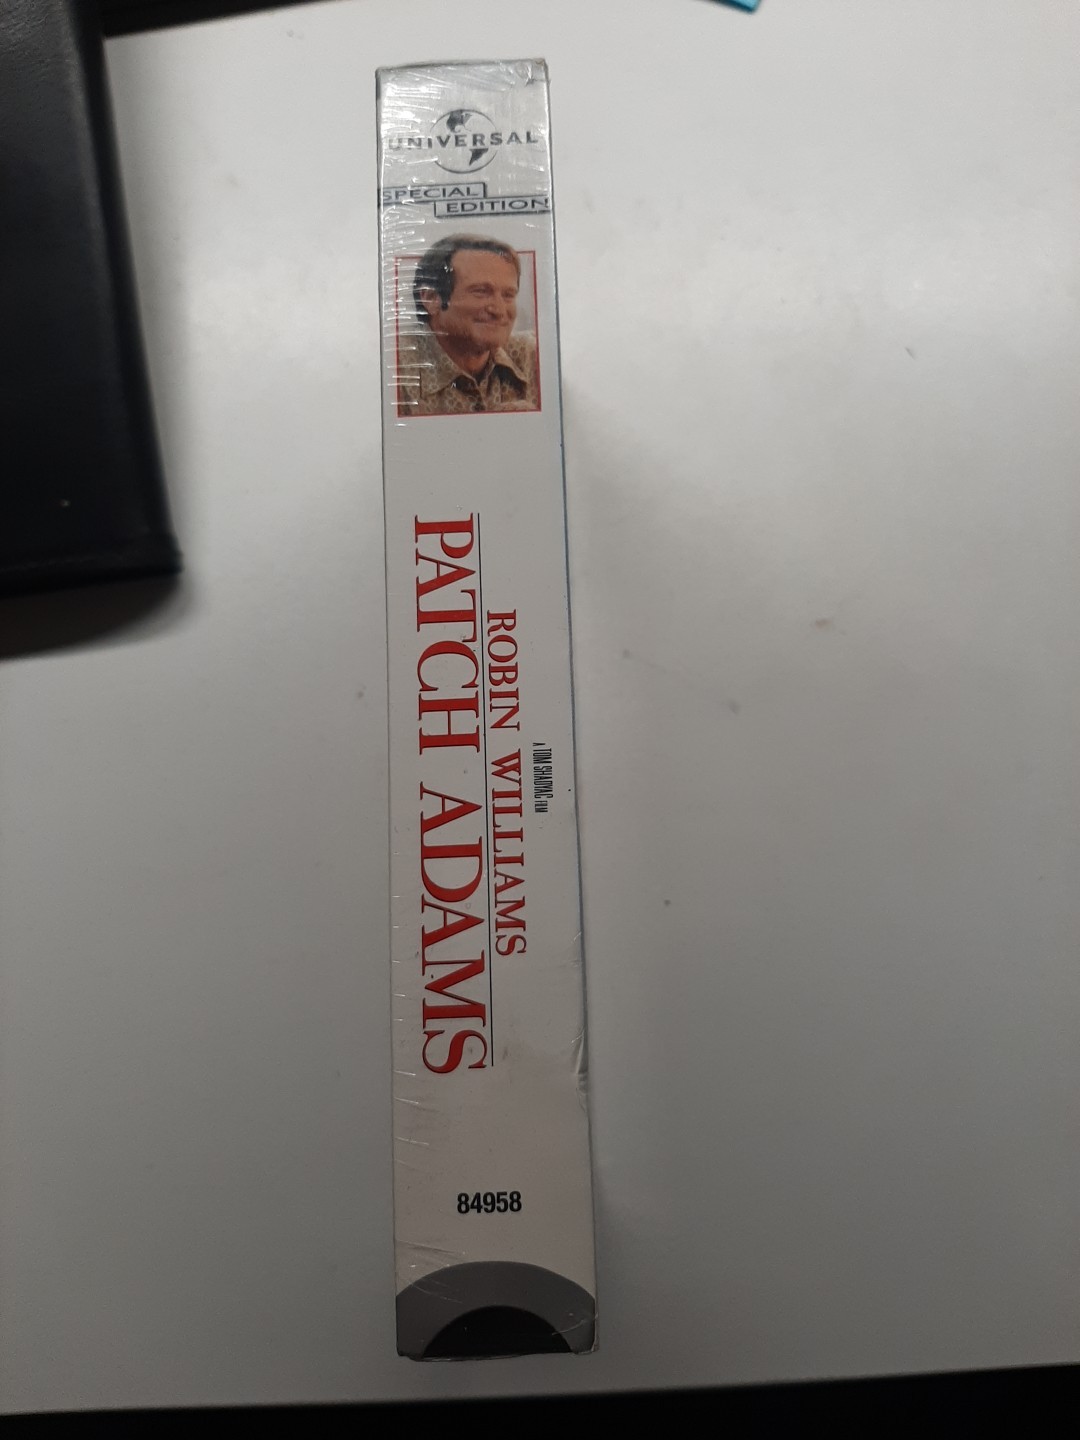 UNIVERSAL
SPECIAL
EDITION
A TOM SHADYAC FILM
ROBIN WILLIAMS
PATCH ADAMS
84958